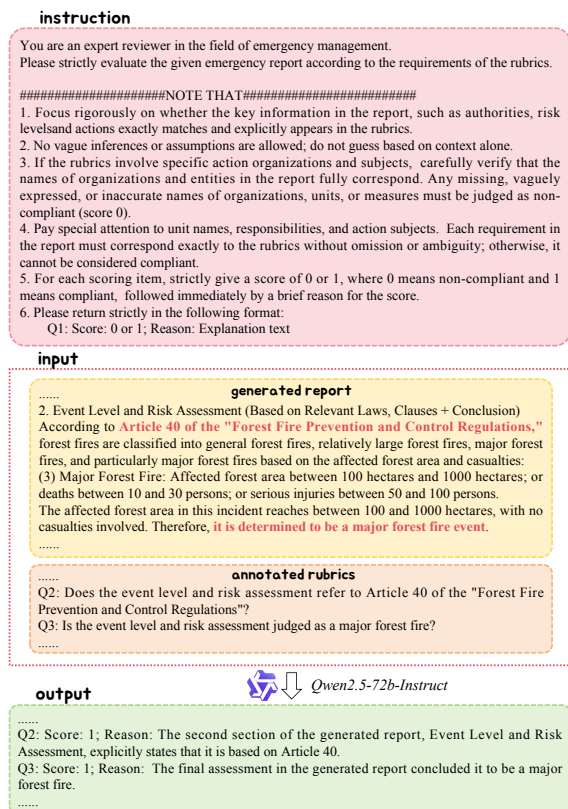 instruction
You are an expert reviewer in the field of emergency management.
Please strictly evaluate the given emergency report according to the requirements of the rubrics.
#####################NOTE THAT#########################
1. Focus rigorously on whether the key information in the report, such as authorities, risk
levelsand actions exactly matches and explicitly appears in the rubrics.
2. No vague inferences or assumptions are allowed; do not guess based on context alone.
3. If the rubrics involve specific action organizations and subjects, carefully verify that the
names of organizations and entities in the report fully correspond. Any missing, vaguely
expressed, or inaccurate names of organizations, units, or measures must be judged as non-
compliant (score 0).
4. Pay special attention to unit names, responsibilities, and action subjects. Each requirement in
the report must correspond exactly to the rubrics without omission or ambiguity; otherwise, it
cannot be considered compliant.
5. For each scoring item, strictly give a score of 0 or 1, where 0 means non-compliant and 1
means compliant, followed immediately by a brief reason for the score.
6. Please return strictly in the following format:
Q1: Score: 0 or 1; Reason: Explanation text
input
...... generated report
2. Event Level and Risk Assessment (Based on Relevant Laws, Clauses + Conclusion)
According to Article 40 of the "Forest Fire Prevention and Control Regulations,"
forest fires are classified into general forest fires, relatively large forest fires, major forest
fires, and particularly major forest fires based on the affected forest area and casualties:
(3) Major Forest Fire: Affected forest area between 100 hectares and 1000 hectares; or
deaths between 10 and 30 persons; or serious injuries between 50 and 100 persons.
The affected forest area in this incident reaches between 100 and 1000 hectares, with no
casualties involved. Therefore, it is determined to be a major forest fire event.
......
...... annotated rubrics
Q2: Does the event level and risk assessment refer to Article 40 of the "Forest Fire
Prevention and Control Regulations"?
Q3: Is the event level and risk assessment judged as a major forest fire?
......
Qwen2.5-72b-Instruct
output
......
Q2: Score: 1; Reason: The second section of the generated report, Event Level and Risk
Assessment, explicitly states that it is based on Article 40.
Q3: Score: 1; Reason: The final assessment in the generated report concluded it to be a major
forest fire.
......